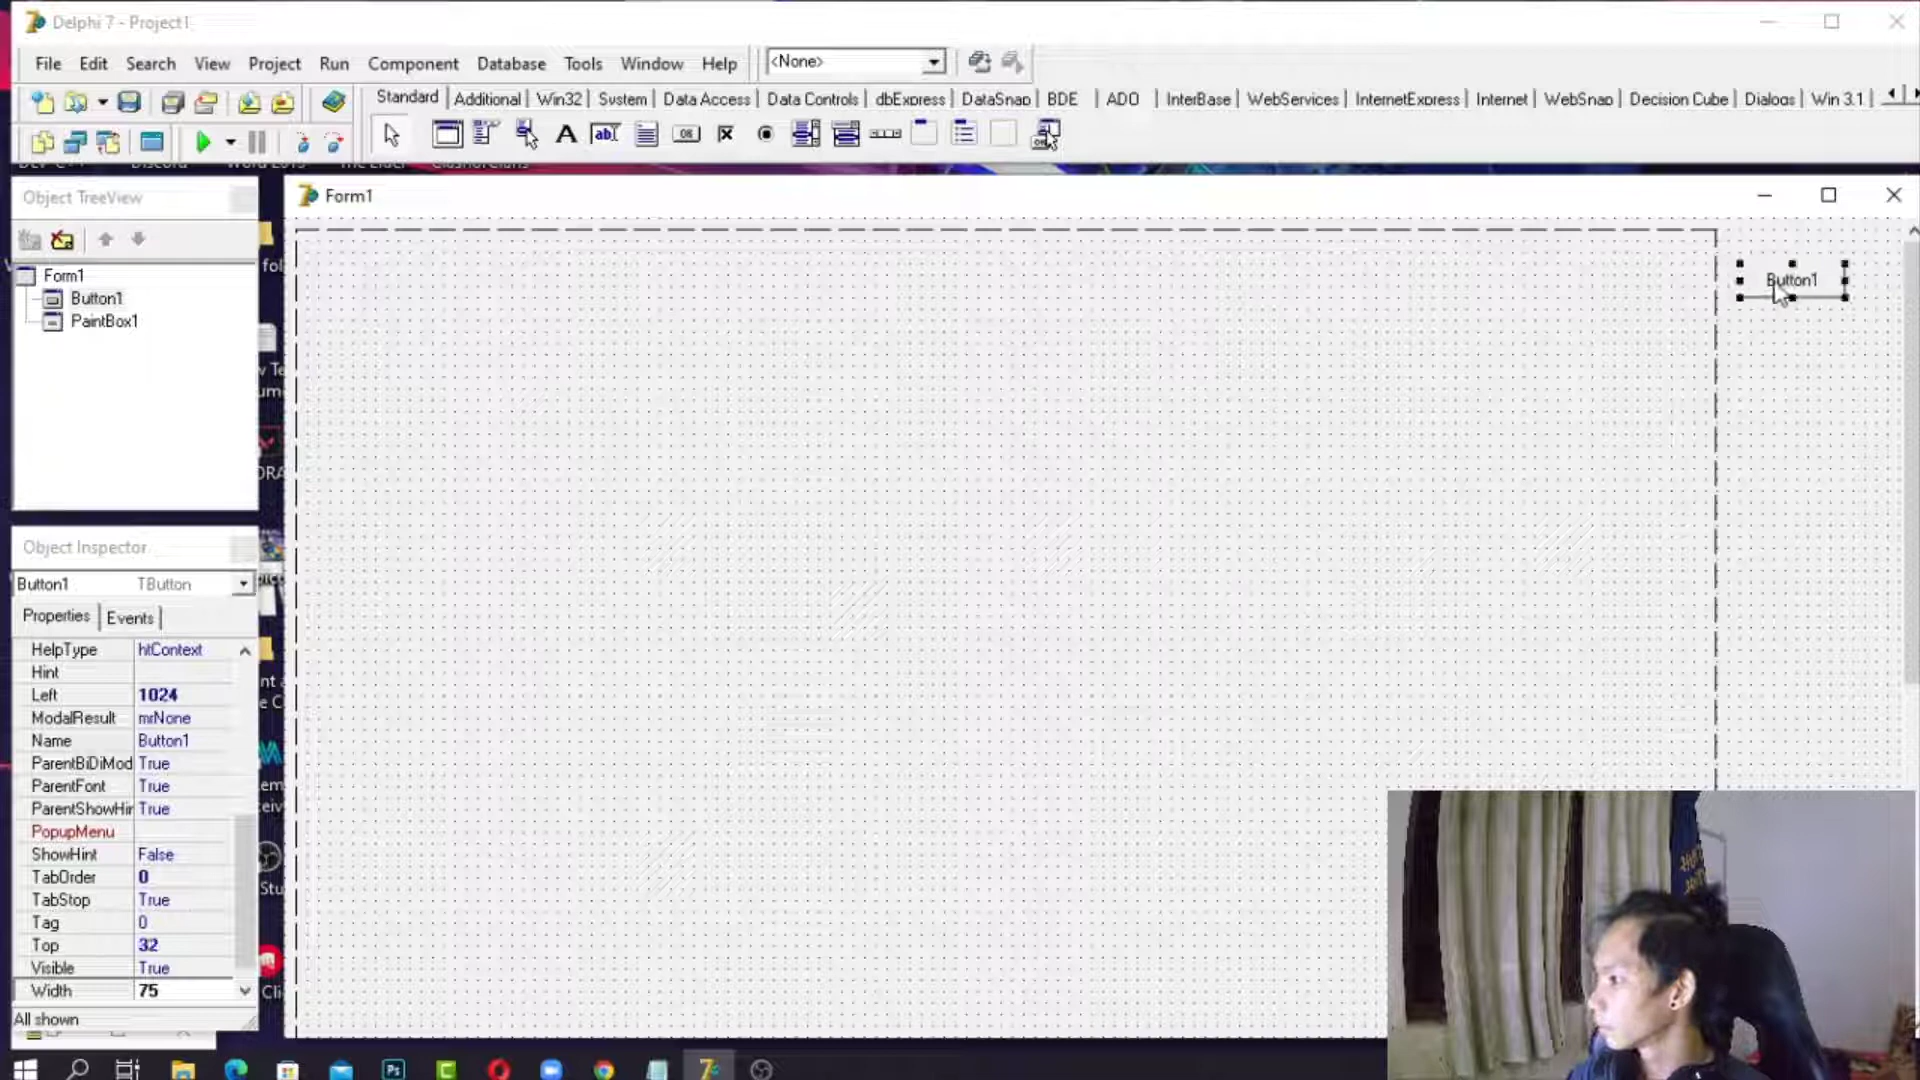 Delphi 7 - Project1
File Edit Search View Project Run Component Database Tools Window Help <None>
Standard Additional Win32 System Data Access Data Controls dbExpress DataSnap BDE ADO InterBase WebServices InternetExpress Internet WebSnap Decision Cube Dialogs Win 3.1
Object TreeView
Form1
Button1
PaintBox1
Form1
Button1
Object Inspector
Button1 TButton
Properties Events
HelpType htContext
Hint
Left 1024
ModalResult mrNone
Name Button1
ParentBiDiMod True
ParentFont True
ParentShowHin True
PopupMenu
ShowHint False
TabOrder 0
TabStop True
Tag 0
Top 32
Visible True
Width 75
All shown